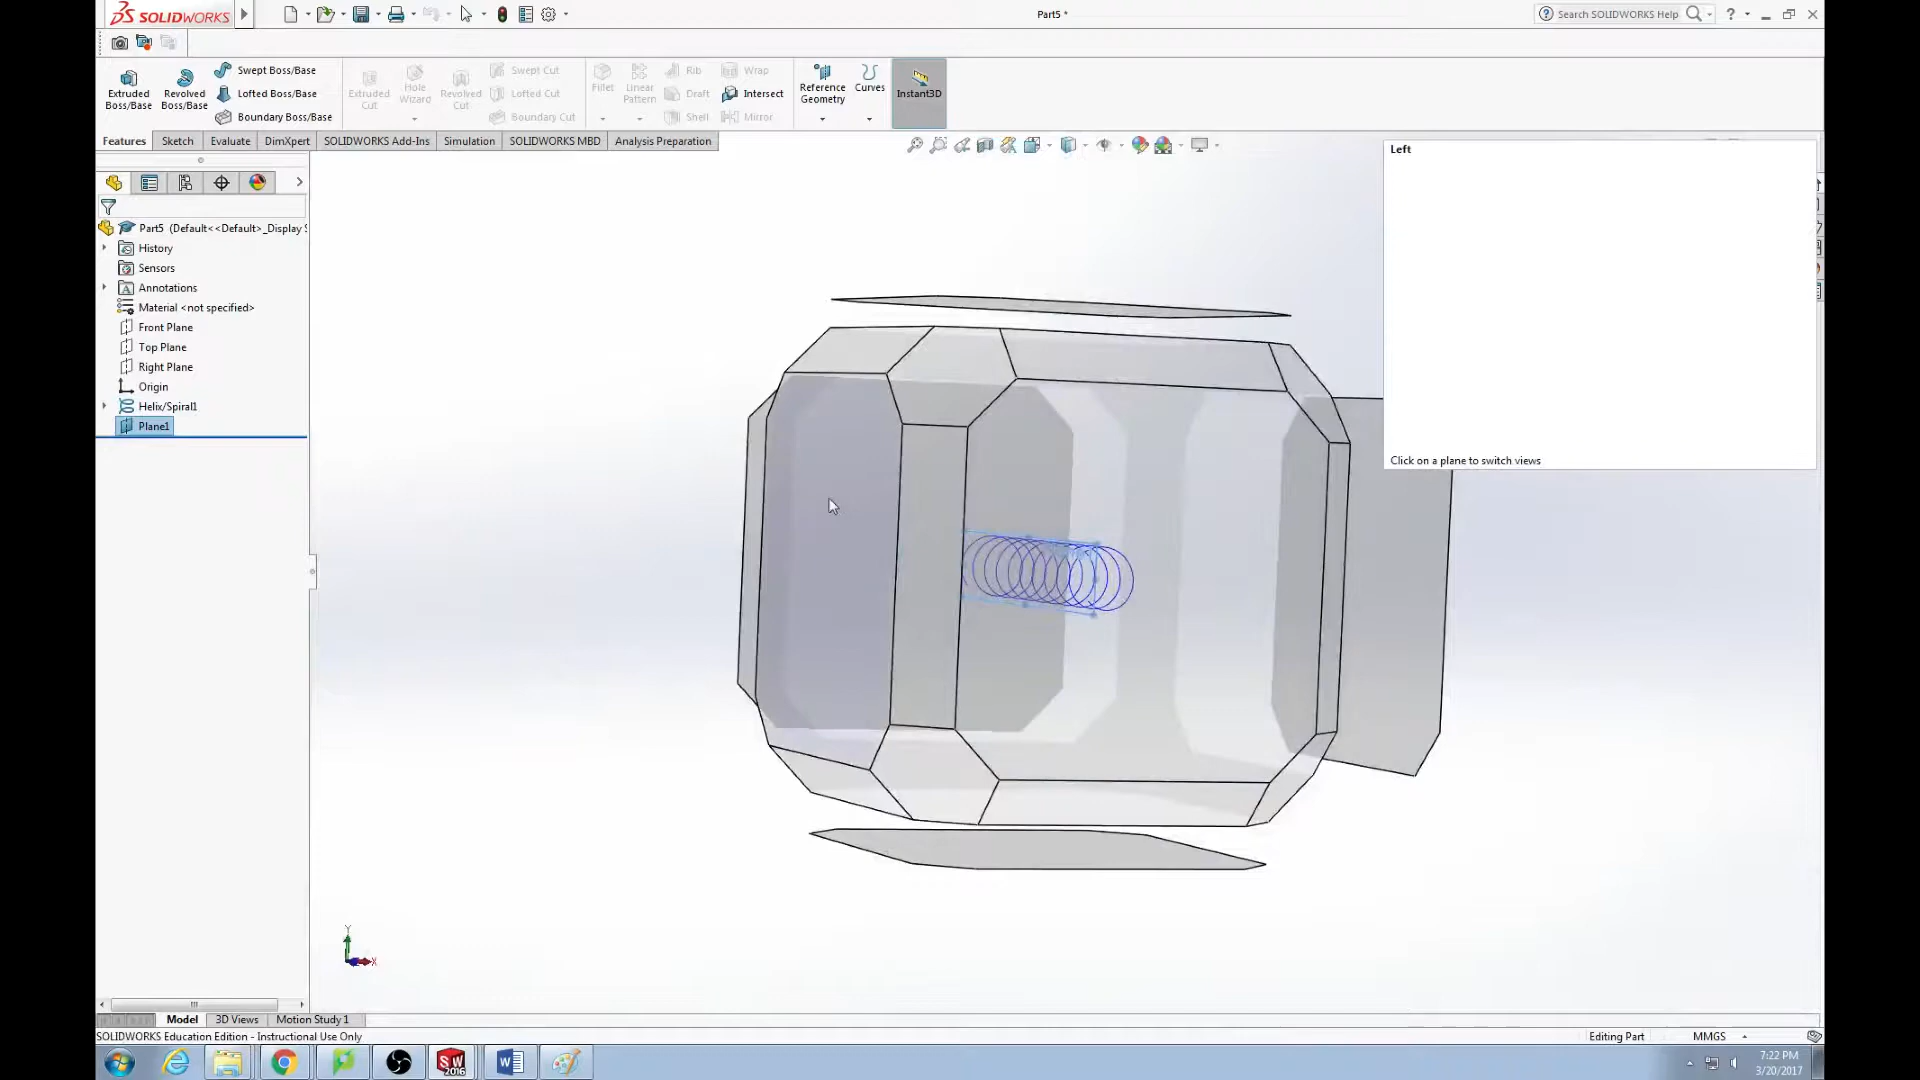 SOLIDWORKS
Part5 *
Search SOLIDWORKS Help
?
Extruded Boss/Base
Revolved Boss/Base
Swept Boss/Base
Lofted Boss/Base
Boundary Boss/Base
Extruded Cut
Hole Wizard
Revolved Cut
Swept Cut
Lofted Cut
Boundary Cut
Fillet
Linear Pattern
Rib
Draft
Shell
Wrap
Intersect
Mirror
Reference Geometry
Curves
Instant3D
Features
Sketch
Evaluate
DimXpert
SOLIDWORKS Add-Ins
Simulation
SOLIDWORKS MBD
Analysis Preparation
Left
Click on a plane to switch views
Part5 (Default<<Default>_Display S
History
Sensors
Annotations
Material <not specified>
Front Plane
Top Plane
Right Plane
Origin
Helix/Spiral1
Plane1
Y
X
Model
3D Views
Motion Study 1
SOLIDWORKS Education Edition - Instructional Use Only
Editing Part
MMGS
SW
2016
W
7:22 PM
3/20/2017